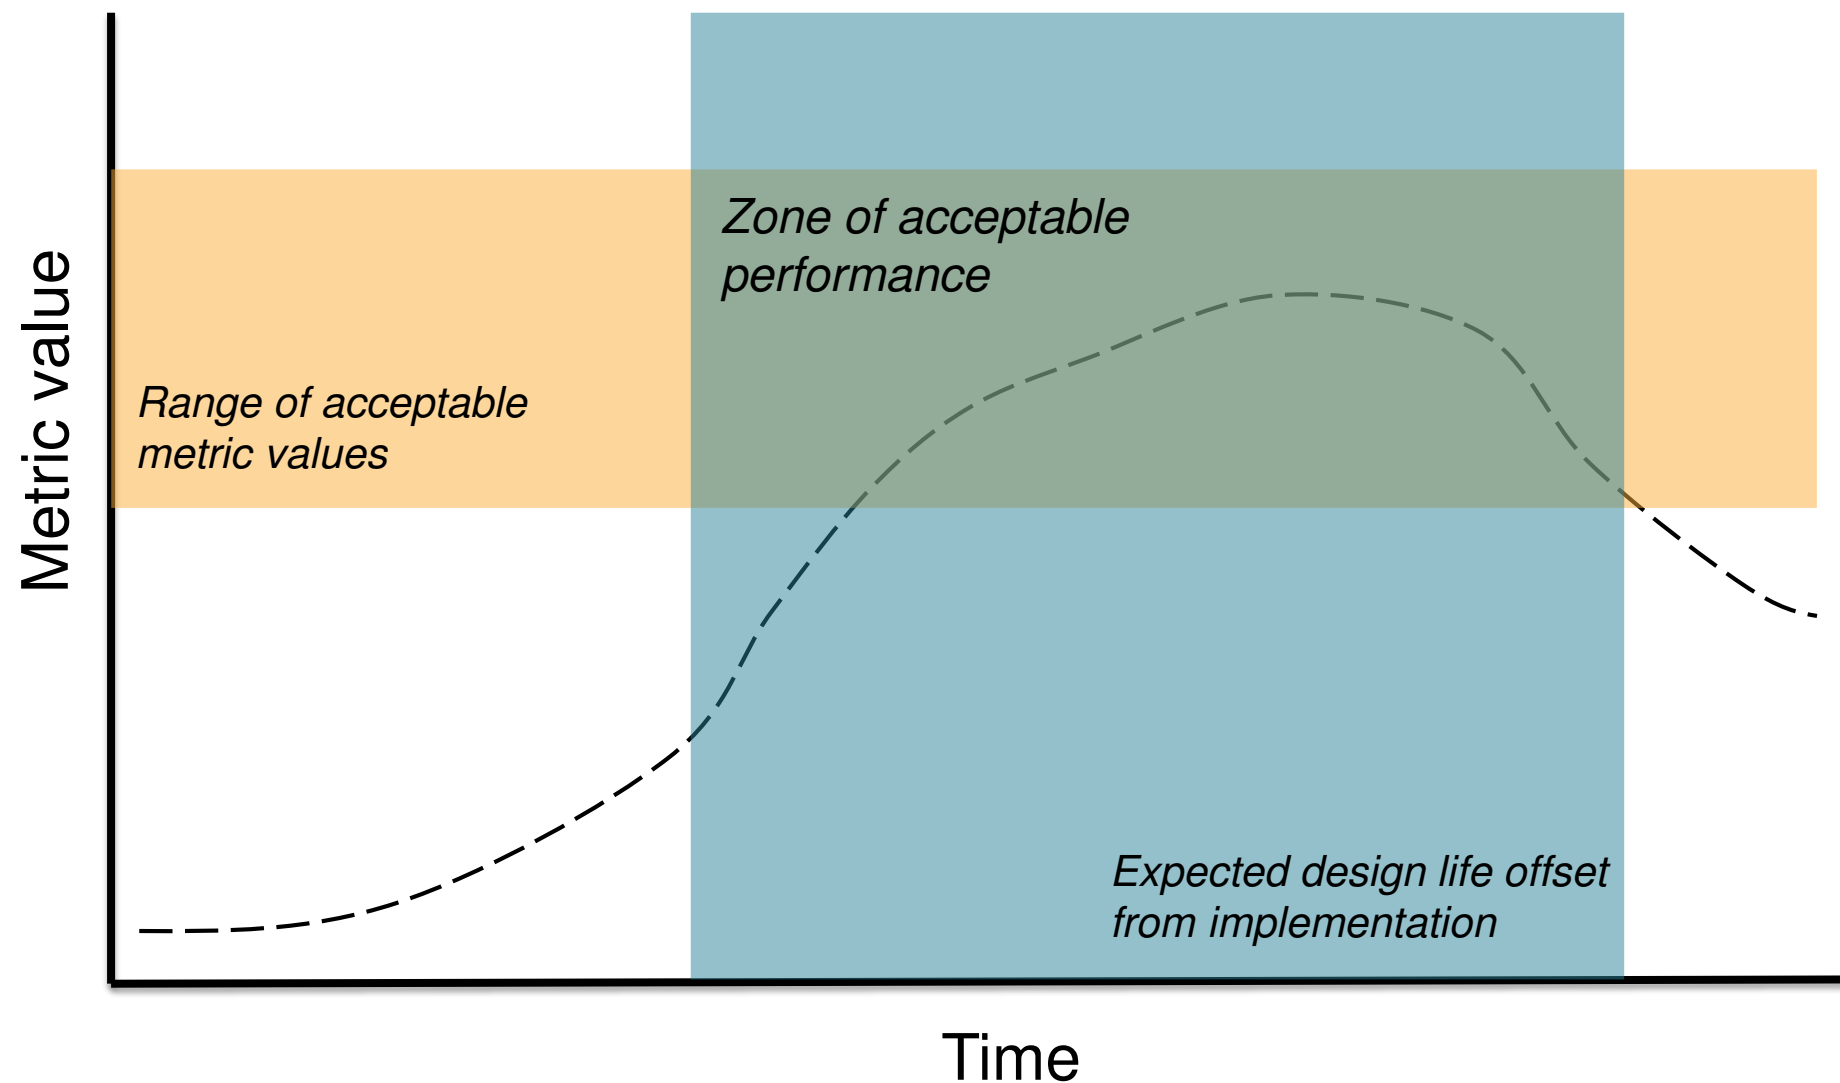 Metric value
Zone of acceptable
performance
Range of acceptable
metric values
Expected design life offset
from implementation
Time